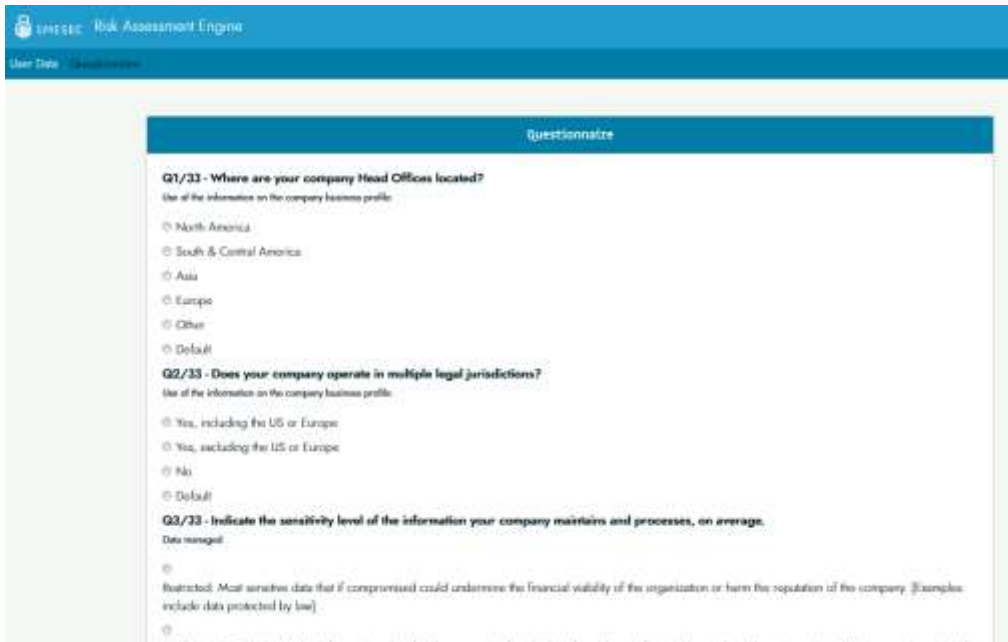 SMESEC Risk Assessment Engine
User Data Questionnaire
Questionnaire
Q1/33 - Where are your company Head Offices located?
Use of the information on the company business profile
North America
South & Central America
Asia
Europe
Other
Default
Q2/33 - Does your company operate in multiple legal jurisdictions?
Use of the information on the company business profile
Yes, including the US or Europe
Yes, excluding the US or Europe
No
Default
Q3/33 - Indicate the sensitivity level of the information your company maintains and processes, on average.
Data managed
Restricted: Most sensitive data that if compromised could undermine the financial viability of the organization or harm the reputation of the company. [Examples
include data protected by law]